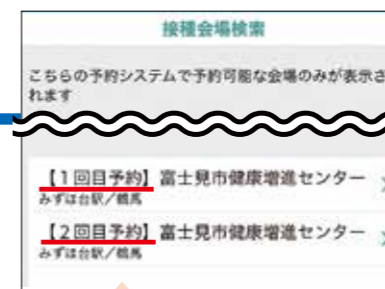 接種会場検索
こちらの予約システムで予約可能な会場のみが表示さ
れます
【1回目予約】富士見市健康増進センター
みずほ台駅／鶴馬
【2回目予約】富士見市健康増進センター
みずほ台駅／鶴馬